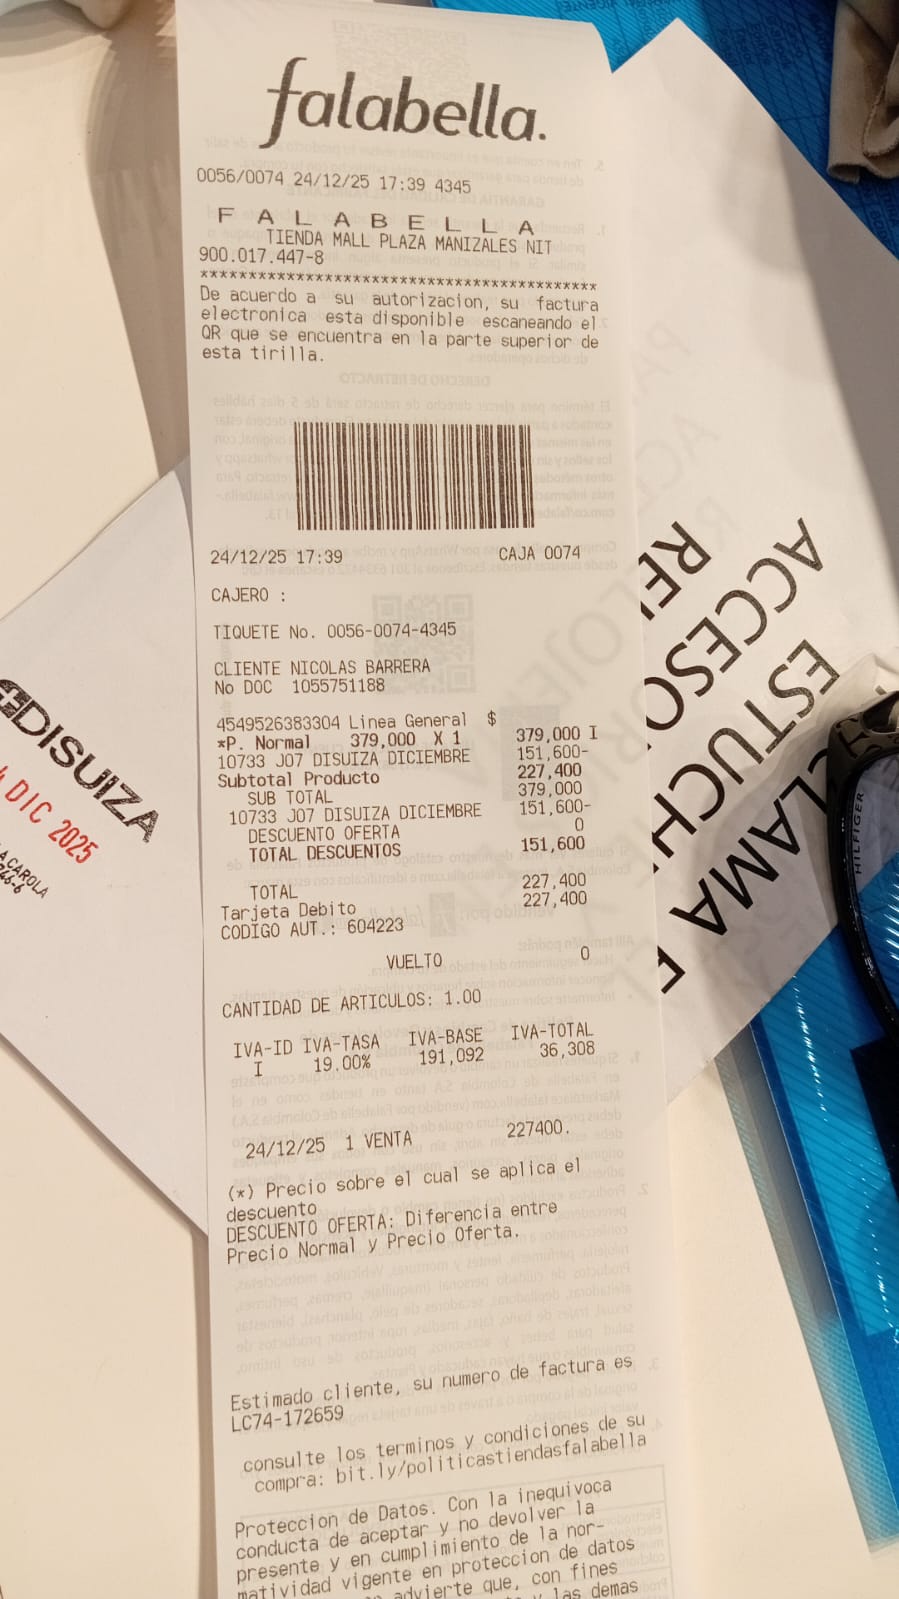 falabella.
0056/0074 24/12/25 17:39 4345
F A L A B E L L A
TIENDA MALL PLAZA MANIZALES NIT
900.017.447-8
*****************************************
De acuerdo a su autorizacion, su factura
electronica esta disponible escaneando el
QR que se encuentra en la parte superior de
esta tirilla.
24/12/25 17:39 CAJA 0074
CAJERO :
TIQUETE No. 0056-0074-4345
CLIENTE NICOLAS BARRERA
No DOC 1055751188
4549526383304 Linea General $
*P. Normal 379,000 X 1 379,000 I
10733 J07 DISUIZA DICIEMBRE 151,600-
Subtotal Producto 227,400
SUB TOTAL 379,000
10733 J07 DISUIZA DICIEMBRE 151,600-
DESCUENTO OFERTA 0
TOTAL DESCUENTOS 151,600
TOTAL 227,400
Tarjeta Debito 227,400
CODIGO AUT.: 604223
VUELTO 0
CANTIDAD DE ARTICULOS: 1.00
IVA-ID IVA-TASA IVA-BASE IVA-TOTAL
I 19.00% 191,092 36,308
24/12/25 1 VENTA 227400.
(*) Precio sobre el cual se aplica el
descuento
DESCUENTO OFERTA: Diferencia entre
Precio Normal y Precio Oferta.
Estimado cliente, su numero de factura es
LC74-172659
consulte los terminos y condiciones de su
compra: bit.ly/politicastiendasfalabella
Proteccion de Datos. Con la inequivoca
conducta de aceptar y no devolver la
presente y en cumplimiento de la nor-
matividad vigente en proteccion de datos
advierte que, con fines
y las demas
DISUIZA
DIC 2025
A CAROLA
ACCESO
ESTUCHE
HILFIGER